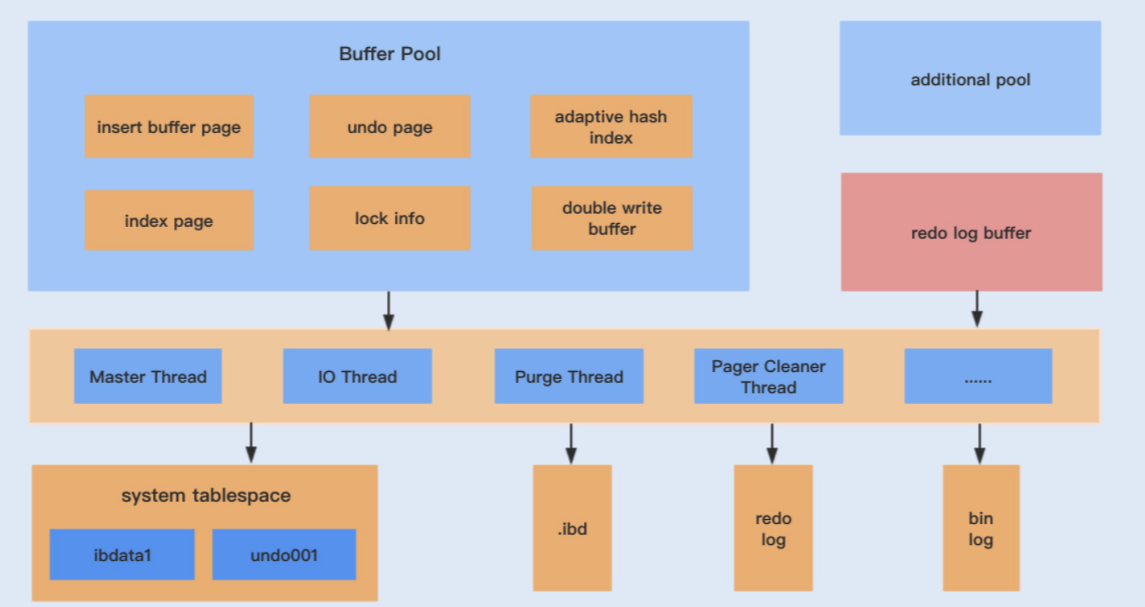 Buffer Pool
additional pool
insert buffer page
undo page
adaptive hash
index
index page
lock info
double write
buffer
redo log buffer
Master Thread
IO Thread
Purge Thread
Pager Cleaner
Thread
......
system tablespace
ibdata1
undo001
.ibd
redo
log
bin
log